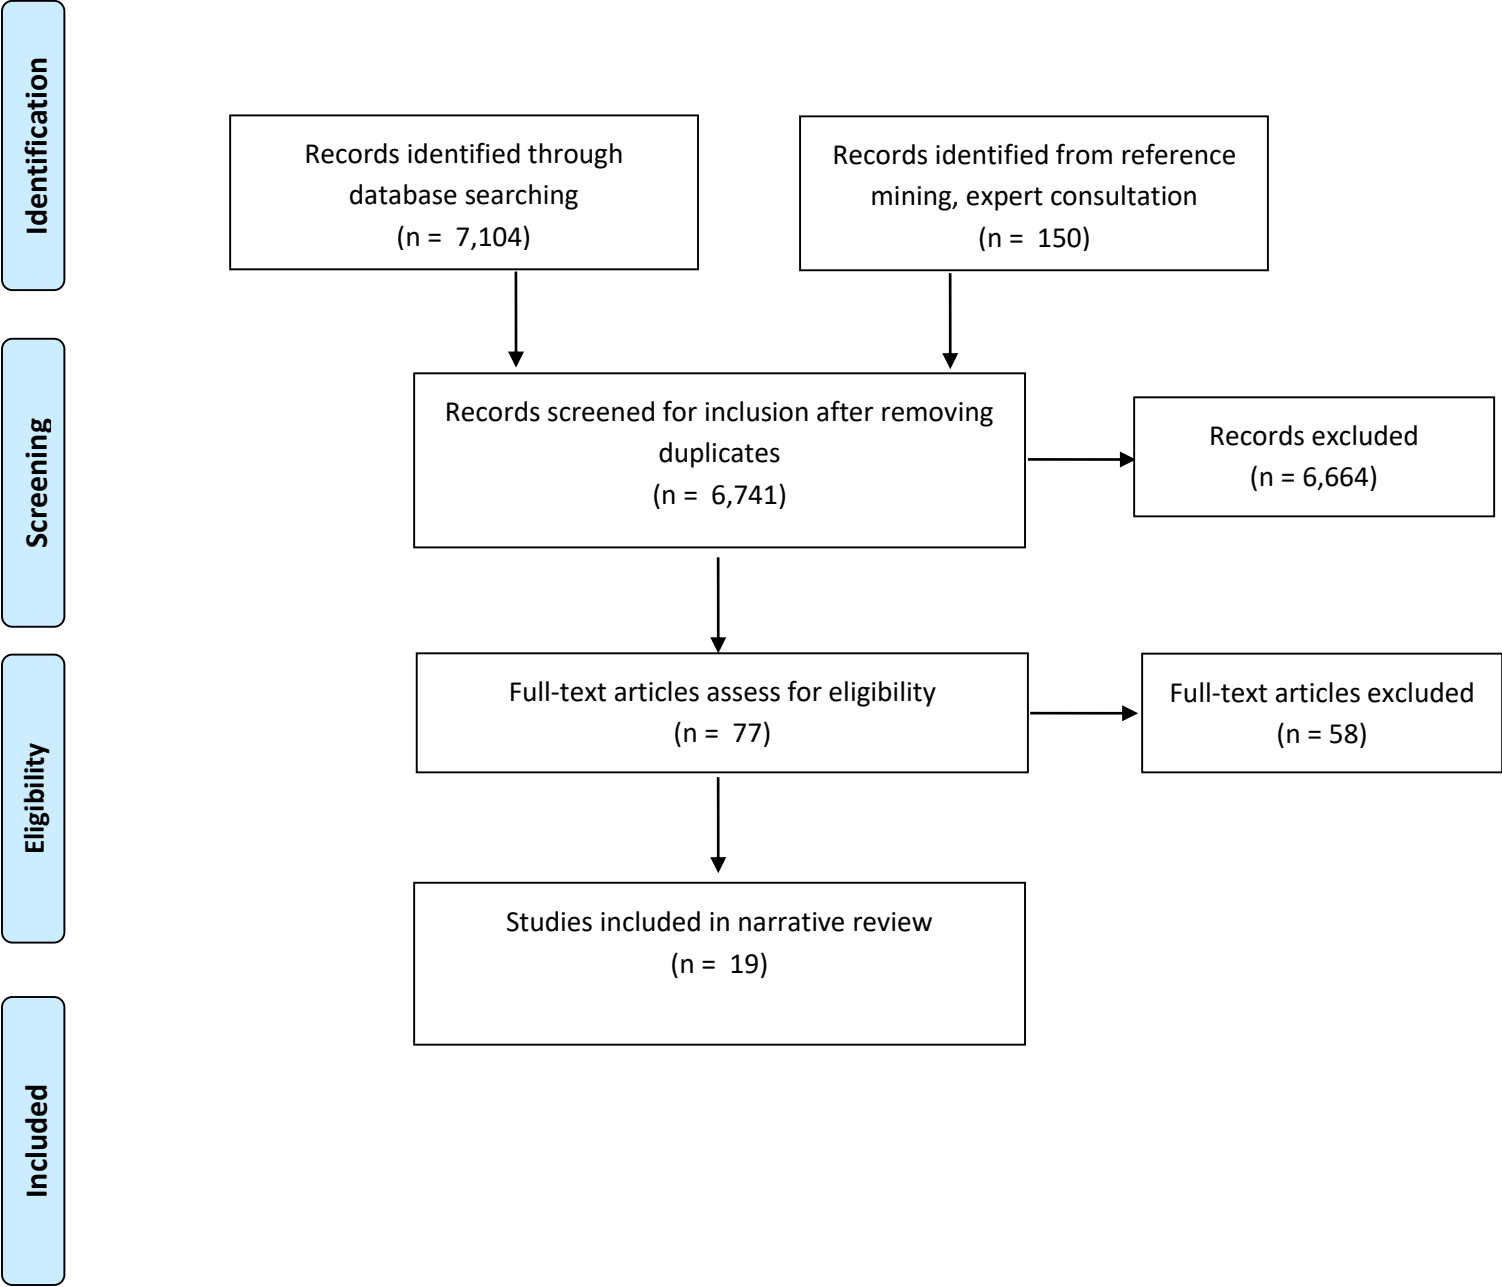 Identification
Records identified through
database searching
(n = 7,104)
Records identified from reference
mining, expert consultation
(n = 150)
Screening
Records screened for inclusion after removing
duplicates
(n = 6,741)
Records excluded
(n = 6,664)
Eligibility
Full-text articles assess for eligibility
(n = 77)
Full-text articles excluded
(n = 58)
Studies included in narrative review
(n = 19)
Included